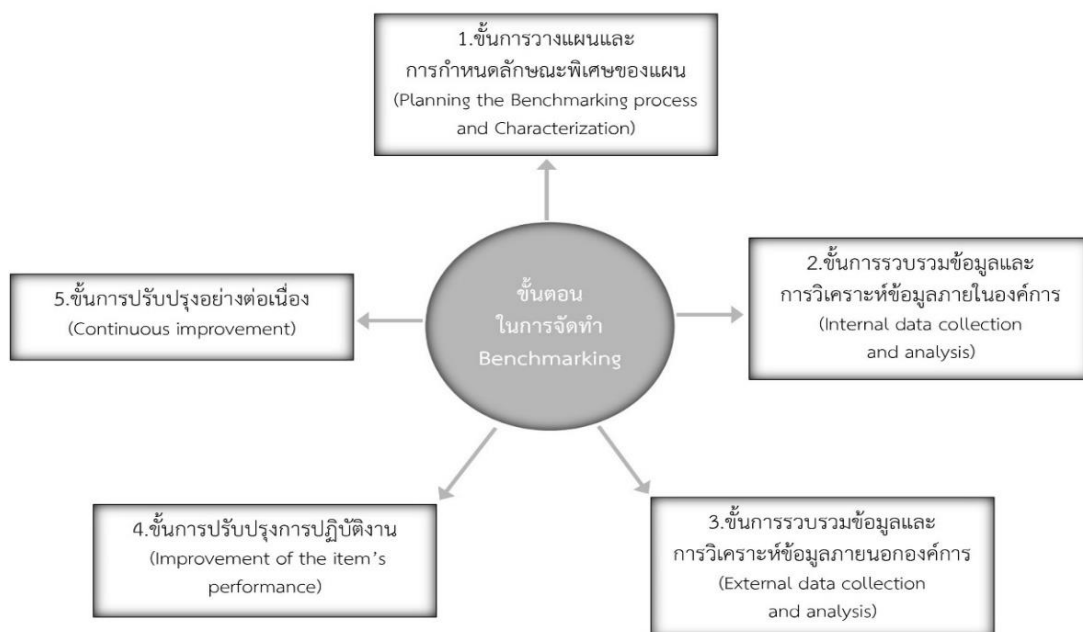 1.ขั้นการวางแผนและ
การกำหนดลักษณะพิเศษของแผน
(Planning the Benchmarking process
and Characterization)
2.ขั้นการรวบรวมข้อมูลและ
การวิเคราะห์ข้อมูลภายในองค์การ
(Internal data collection
and analysis)
3.ขั้นการรวบรวมข้อมูลและ
การวิเคราะห์ข้อมูลภายนอกองค์การ
(External data collection
and analysis)
4.ขั้นการปรับปรุงการปฏิบัติงาน
(Improvement of the item's
performance)
5.ขั้นการปรับปรุงอย่างต่อเนื่อง
(Continuous improvement)
ขั้นตอน
ในการจัดทำ
Benchmarking